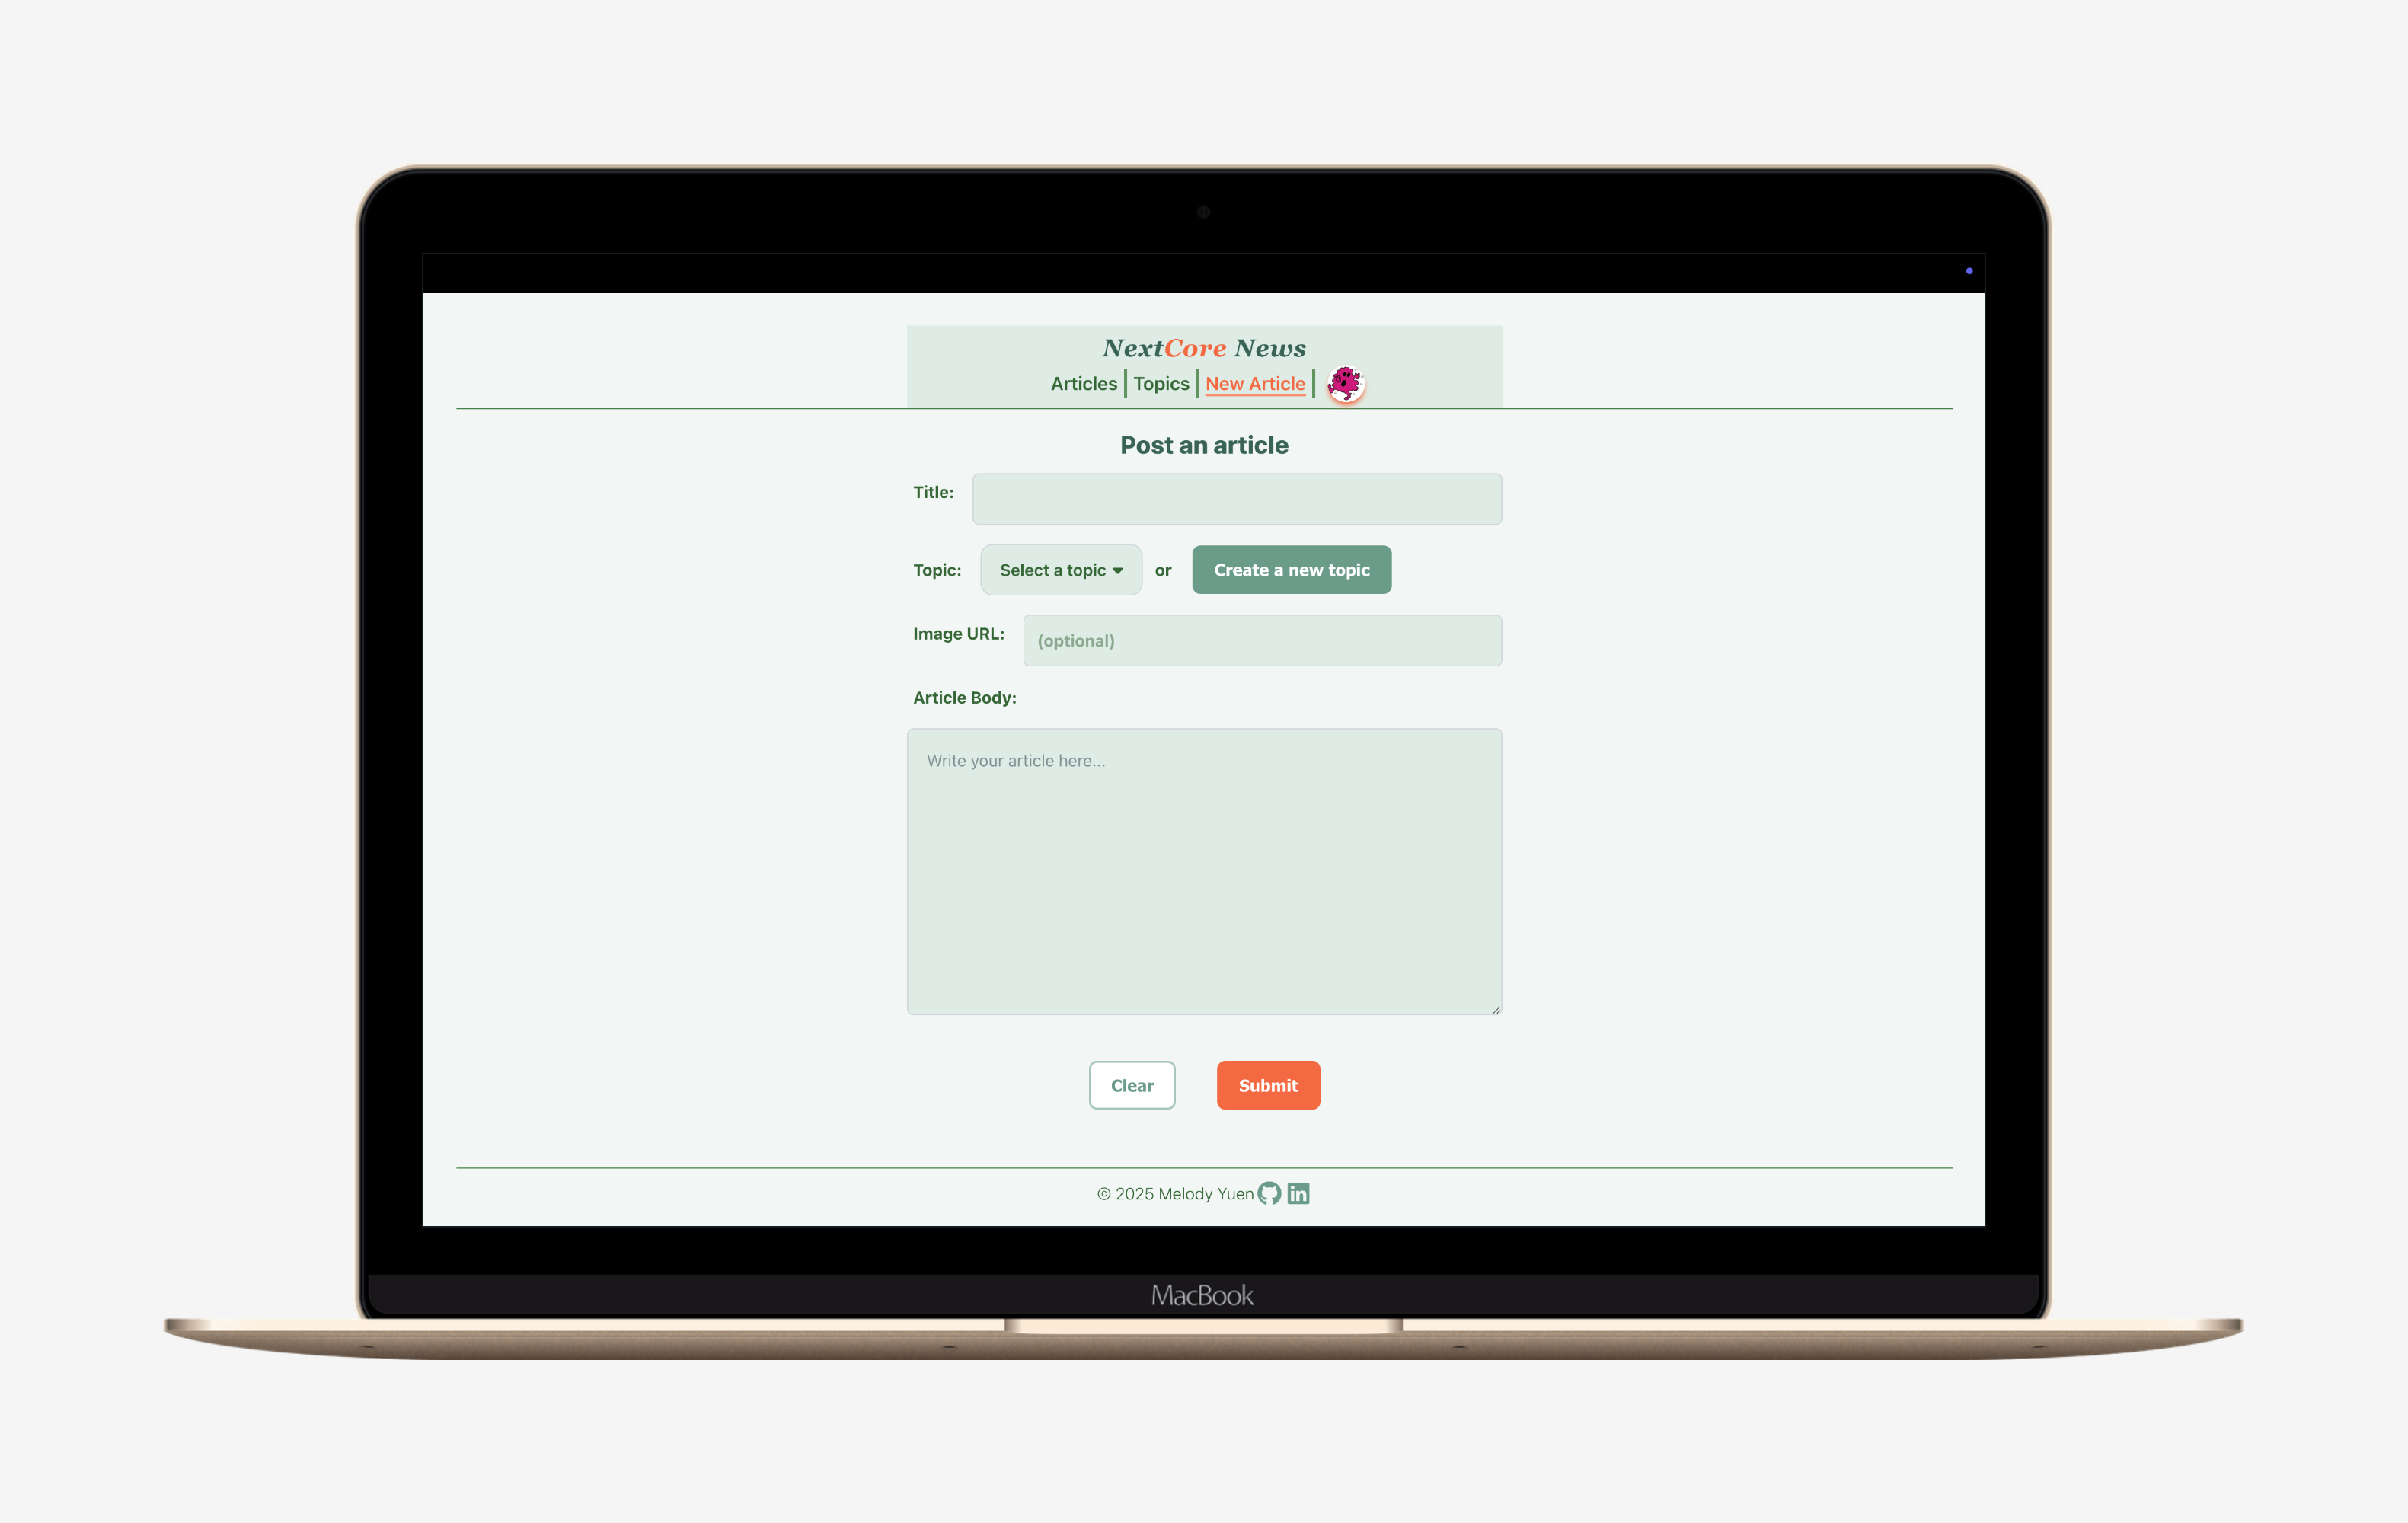 NextCore News
Articles | Topics | New Article |
Post an article
Title:
Topic: Select a topic or Create a new topic
Image URL: (optional)
Article Body:
Write your article here...
Clear Submit
© 2025 Melody Yuen in
MacBook